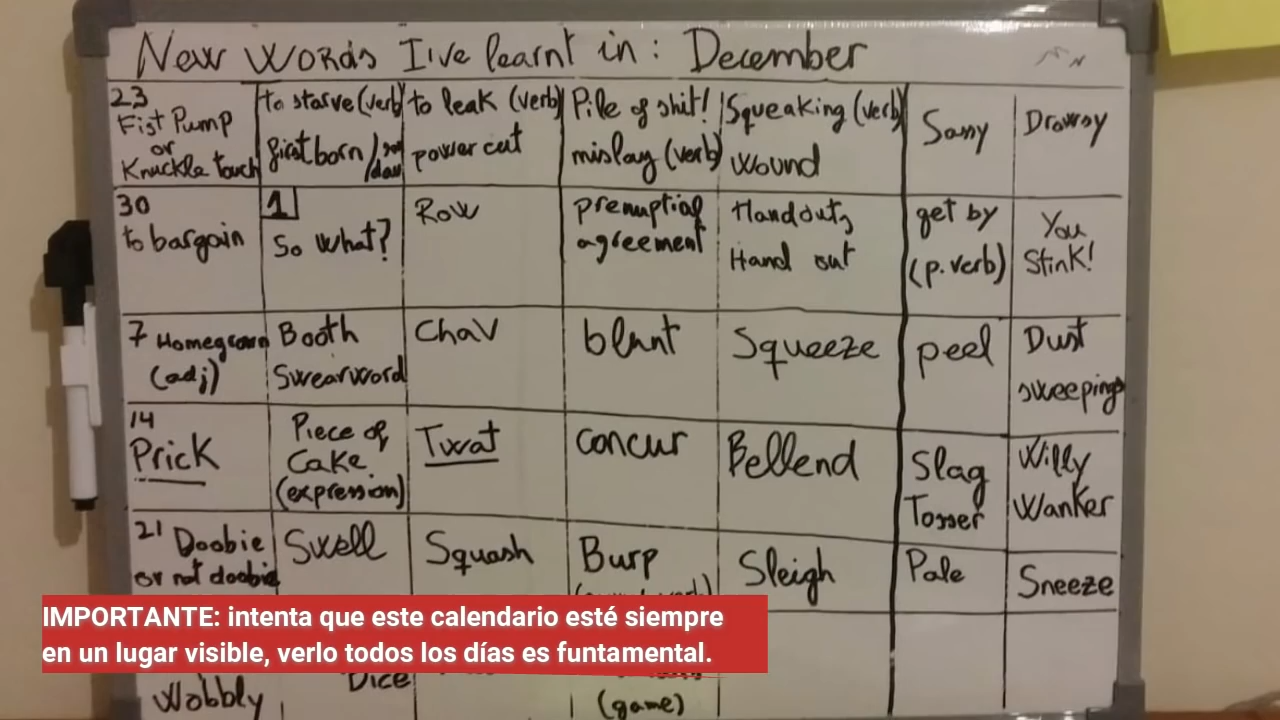 New Words I've learnt in: December
23
Fist Pump
or
Knuckle touch
to starve (verb)
first born /
to leak (verb)
power cut
Pile of shit!
mislay (verb)
Squeaking (verb)
Wound
Drowsy
30
to bargain
1
So what?
Row
prenuptial
agreement
Handout,
Hand out
get by
(p. verb)
You
Stink!
7 Homegrown
(adj)
Booth
Swearword
Chav
blunt
Squeeze
peel
Dust
sweepings
14
Prick
Piece of
Cake
(expression)
Twat
concur
Bellend
Slag
Tosser
Willy
Wanker
21 Doobie
or not doobie
Swell
Squash
Burp
Sleigh
Pale
Sneeze
IMPORTANTE: intenta que este calendario esté siempre
en un lugar visible, verlo todos los días es funtamental.
Wobbly
Dice
(game)